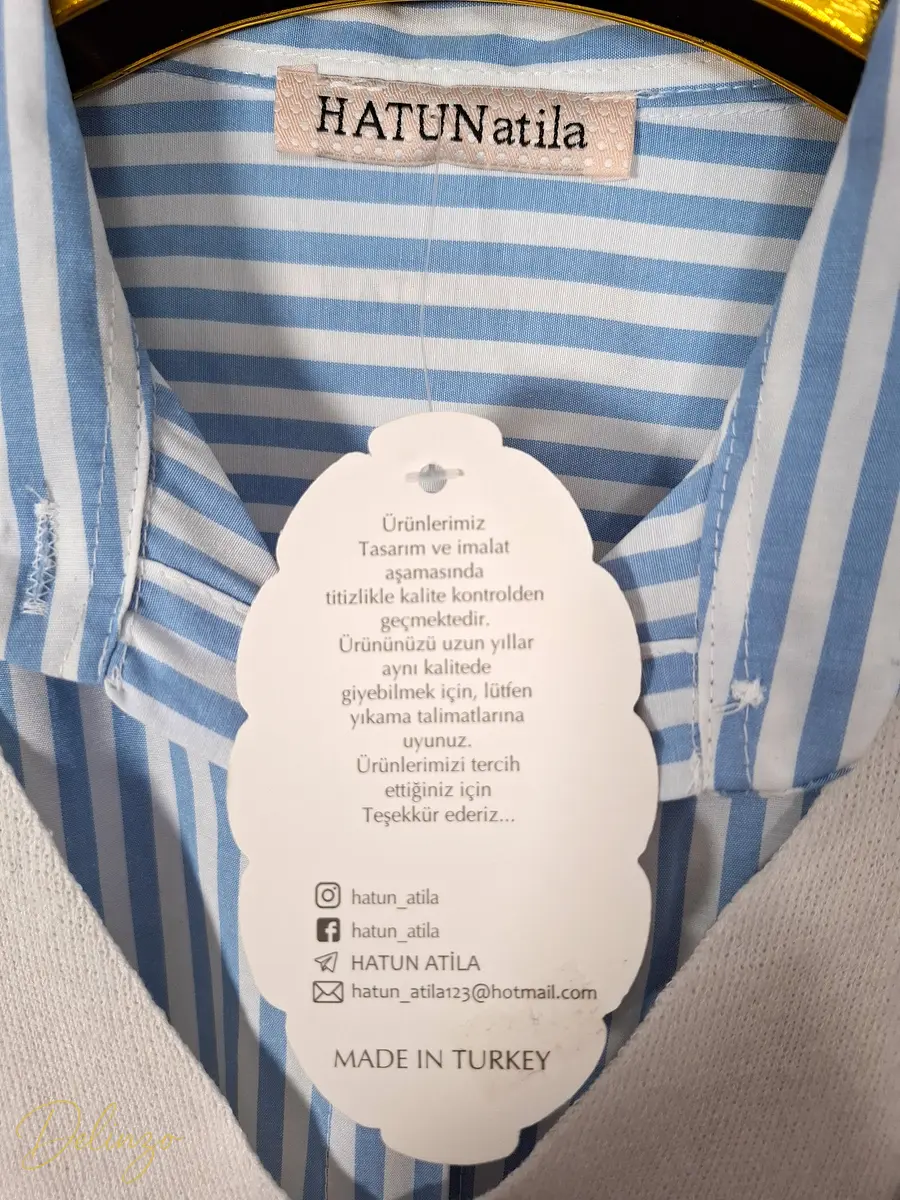 HATUNatila
Ürünlerimiz
Tasarım ve imalat
aşamasında
titizlikle kalite kontrolden
geçmektedir.
Ürününüzü uzun yıllar
aynı kalitede
giyebilmek için, lütfen
yıkama talimatlarına
uyunuz.
Ürünlerimizi tercih
ettiğiniz için
Teşekkür ederiz...
hatun_atila
hatun_atila
HATUN ATİLA
hatun_atila123@hotmail.com
MADE IN TURKEY
Delinzo